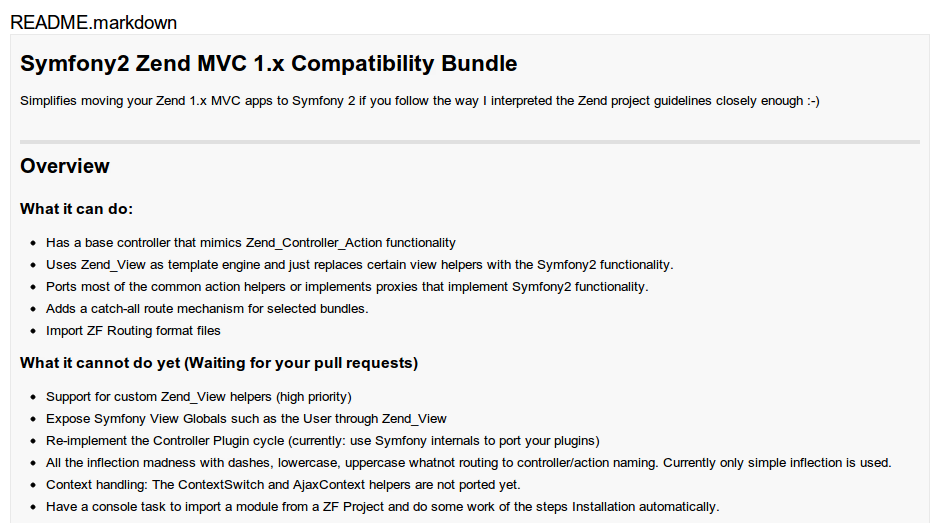 README.markdown
Symfony2 Zend MVC 1.x Compatibility Bundle
Simplifies moving your Zend 1.x MVC apps to Symfony 2 if you follow the way I interpreted the Zend project guidelines closely enough :-)
Overview
What it can do:
• Has a base controller that mimics Zend_Controller_Action functionality
• Uses Zend_View as template engine and just replaces certain view helpers with the Symfony2 functionality.
• Ports most of the common action helpers or implements proxies that implement Symfony2 functionality.
• Adds a catch-all route mechanism for selected bundles.
• Import ZF Routing format files
What it cannot do yet (Waiting for your pull requests)
• Support for custom Zend_View helpers (high priority)
• Expose Symfony View Globals such as the User through Zend_View
• Re-implement the Controller Plugin cycle (currently: use Symfony internals to port your plugins)
• All the inflection madness with dashes, lowercase, uppercase whatnot routing to controller/action naming. Currently only simple inflection is used.
• Context handling: The ContextSwitch and AjaxContext helpers are not ported yet.
• Have a console task to import a module from a ZF Project and do some work of the steps Installation automatically.